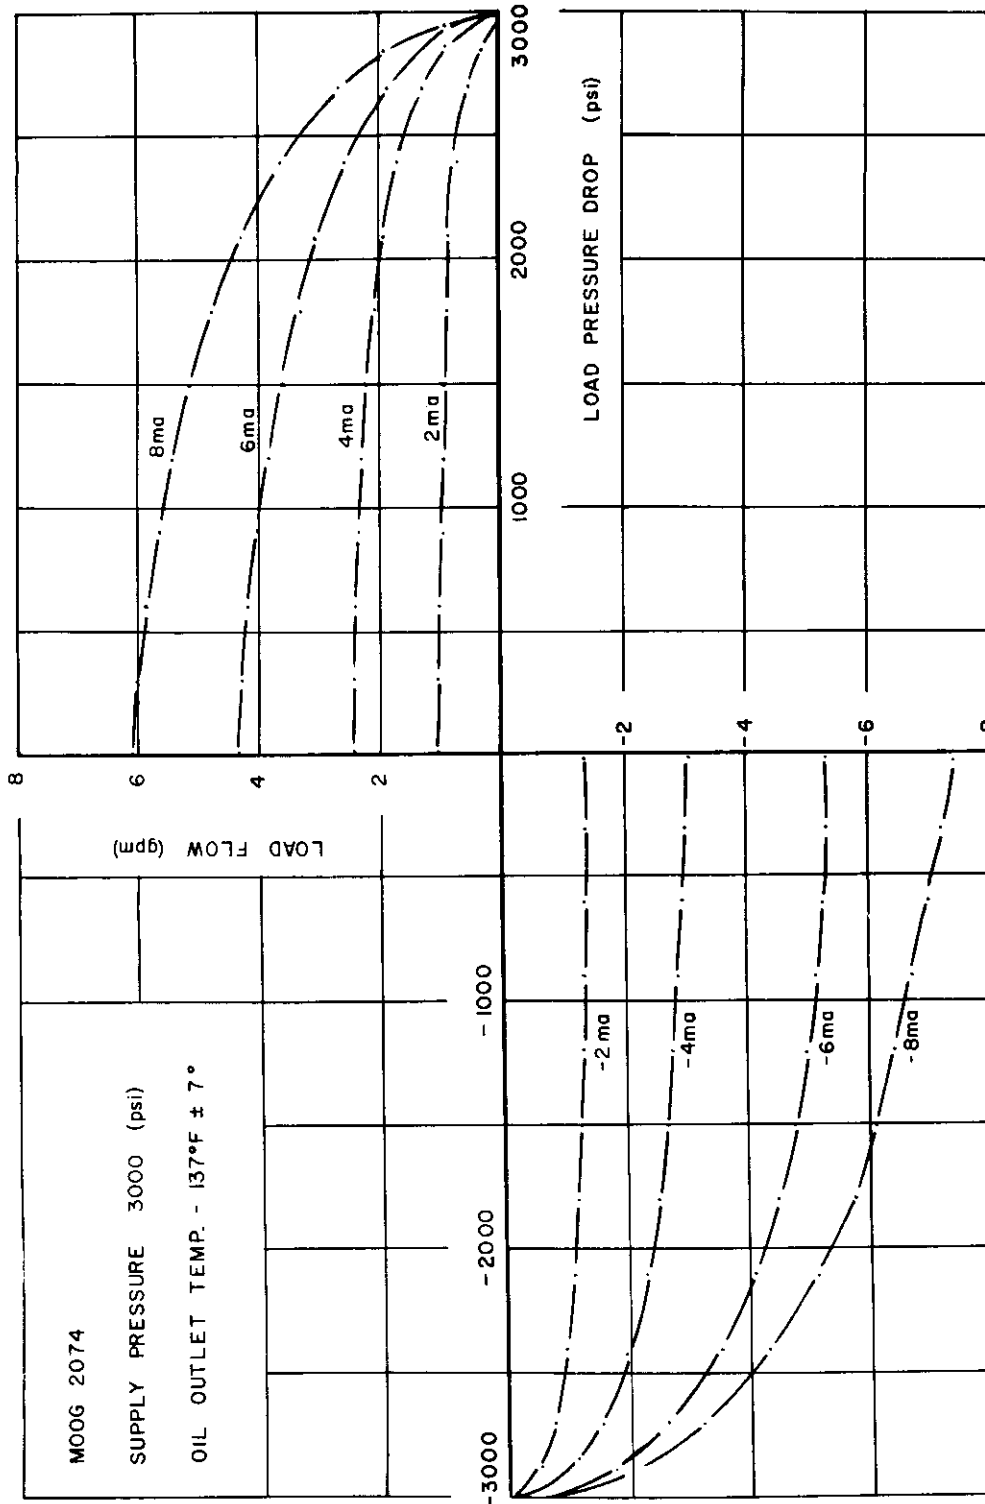 MOOG 2074
SUPPLY PRESSURE 3000 (psi)
OIL OUTLET TEMP. - 137°F ± 7°
LOAD FLOW (gpm)
8
6
4
2
8ma
6ma
4ma
2ma
1000
2000
3000
LOAD PRESSURE DROP (psi)
-3000
-2000
-1000
-2
-4
-6
-2ma
-4ma
-6ma
-8ma